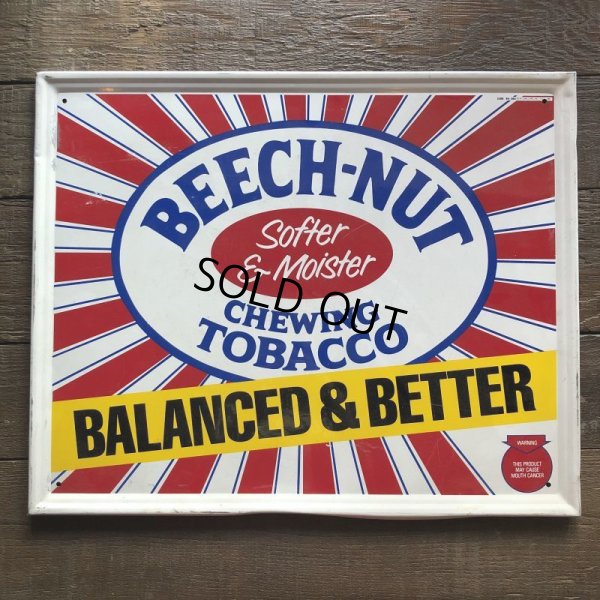 BEECH-NUT
Softer
& Moister
SOLD OUT
CHEWING
TOBACCO
BALANCED & BETTER
WARNING
THIS PRODUCT
MAY CAUSE
MOUTH CANCER